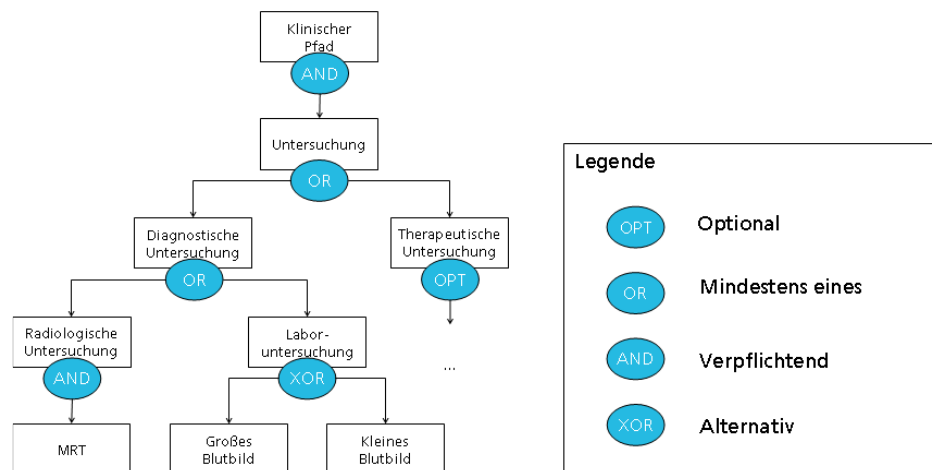 Klinischer
Pfad
AND
Untersuchung
OR
Diagnostische
Untersuchung
OR
Therapeutische
Untersuchung
OPT
Radiologische
Untersuchung
AND
Labor-
untersuchung
XOR
...
MRT
Großes
Blutbild
Kleines
Blutbild
Legende
OPT Optional
OR Mindestens eines
AND Verpflichtend
XOR Alternativ